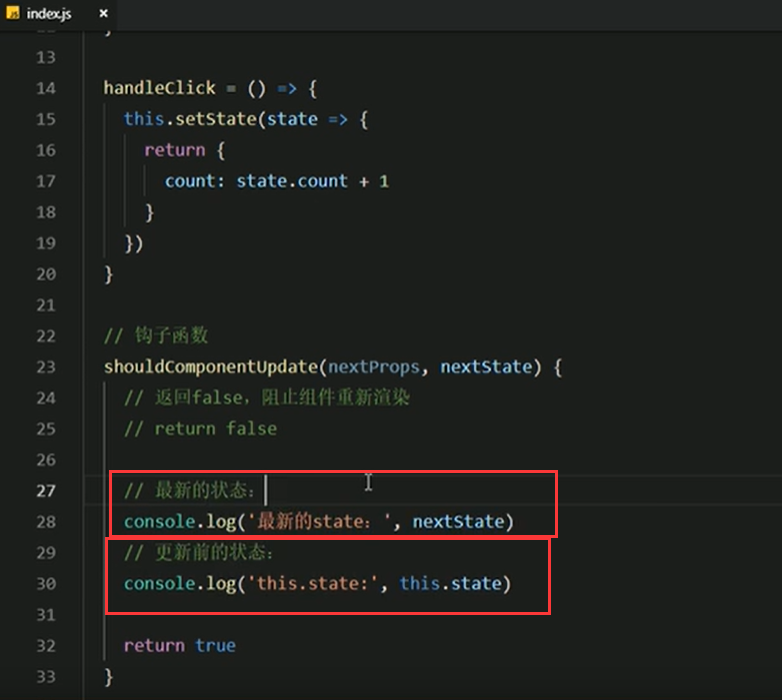 index.js ×
13
14 handleClick = () => {
15 this.setState(state => {
16 return {
17 count: state.count + 1
18 }
19 })
20 }
21
22 // 钩子函数
23 shouldComponentUpdate(nextProps, nextState) {
24 // 返回false，阻止组件重新渲染
25 // return false
26
27 // 最新的状态：
28 console.log('最新的state：', nextState)
29 // 更新前的状态：
30 console.log('this.state:', this.state)
31
32 return true
33 }